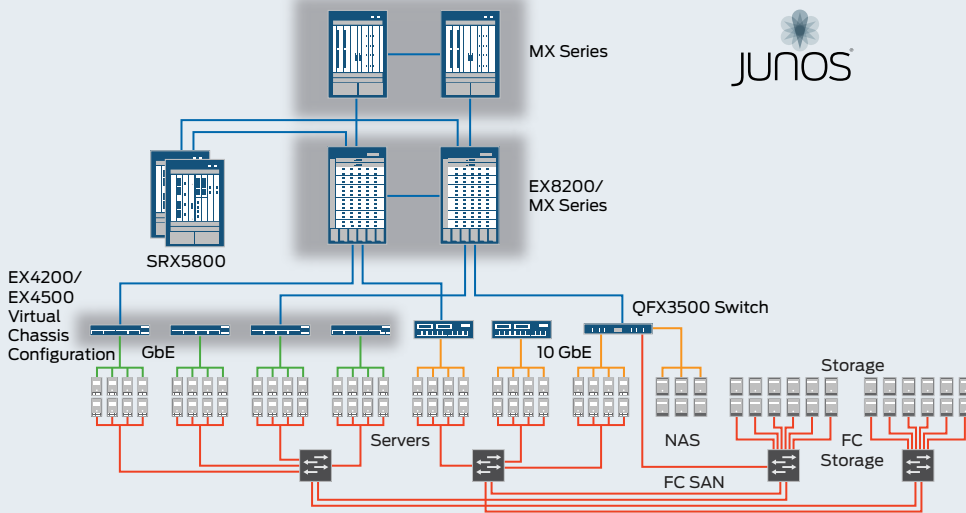 MX Series
JUNOS
EX8200/
MX Series
SRX5800
EX4200/
EX4500
Virtual
Chassis
Configuration
GbE
10 GbE
QFX3500 Switch
Storage
Servers
NAS
FC
Storage
FC SAN